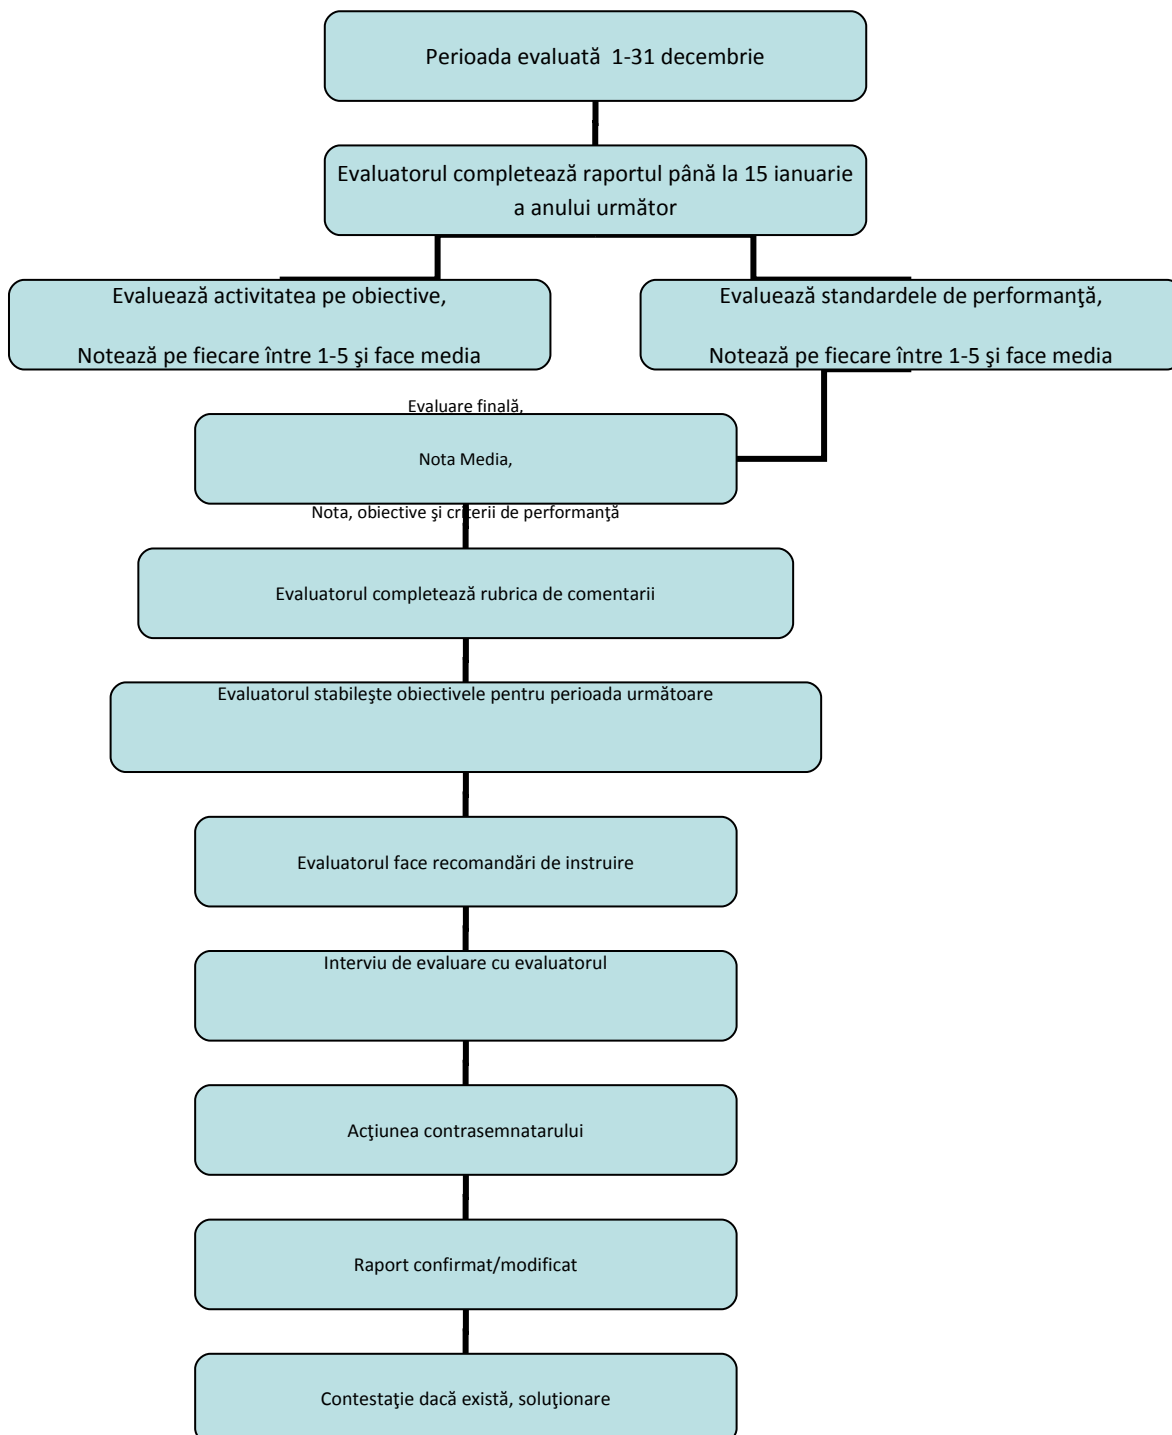 Perioada evaluată  1-31 decembrie
Evaluatorul completează raportul până la 15 ianuarie
a anului următor
Evaluează activitatea pe obiective,
Notează pe fiecare între 1-5 şi face media
Evaluează standardele de performanţă,
Notează pe fiecare între 1-5 şi face media
Evaluare finală,
Nota Media,
Nota, obiective şi criterii de performanţă
Evaluatorul completează rubrica de comentarii
Evaluatorul stabileşte obiectivele pentru perioada următoare
Evaluatorul face recomandări de instruire
Interviu de evaluare cu evaluatorul
Acţiunea contrasemnatarului
Raport confirmat/modificat
Contestaţie dacă există, soluţionare